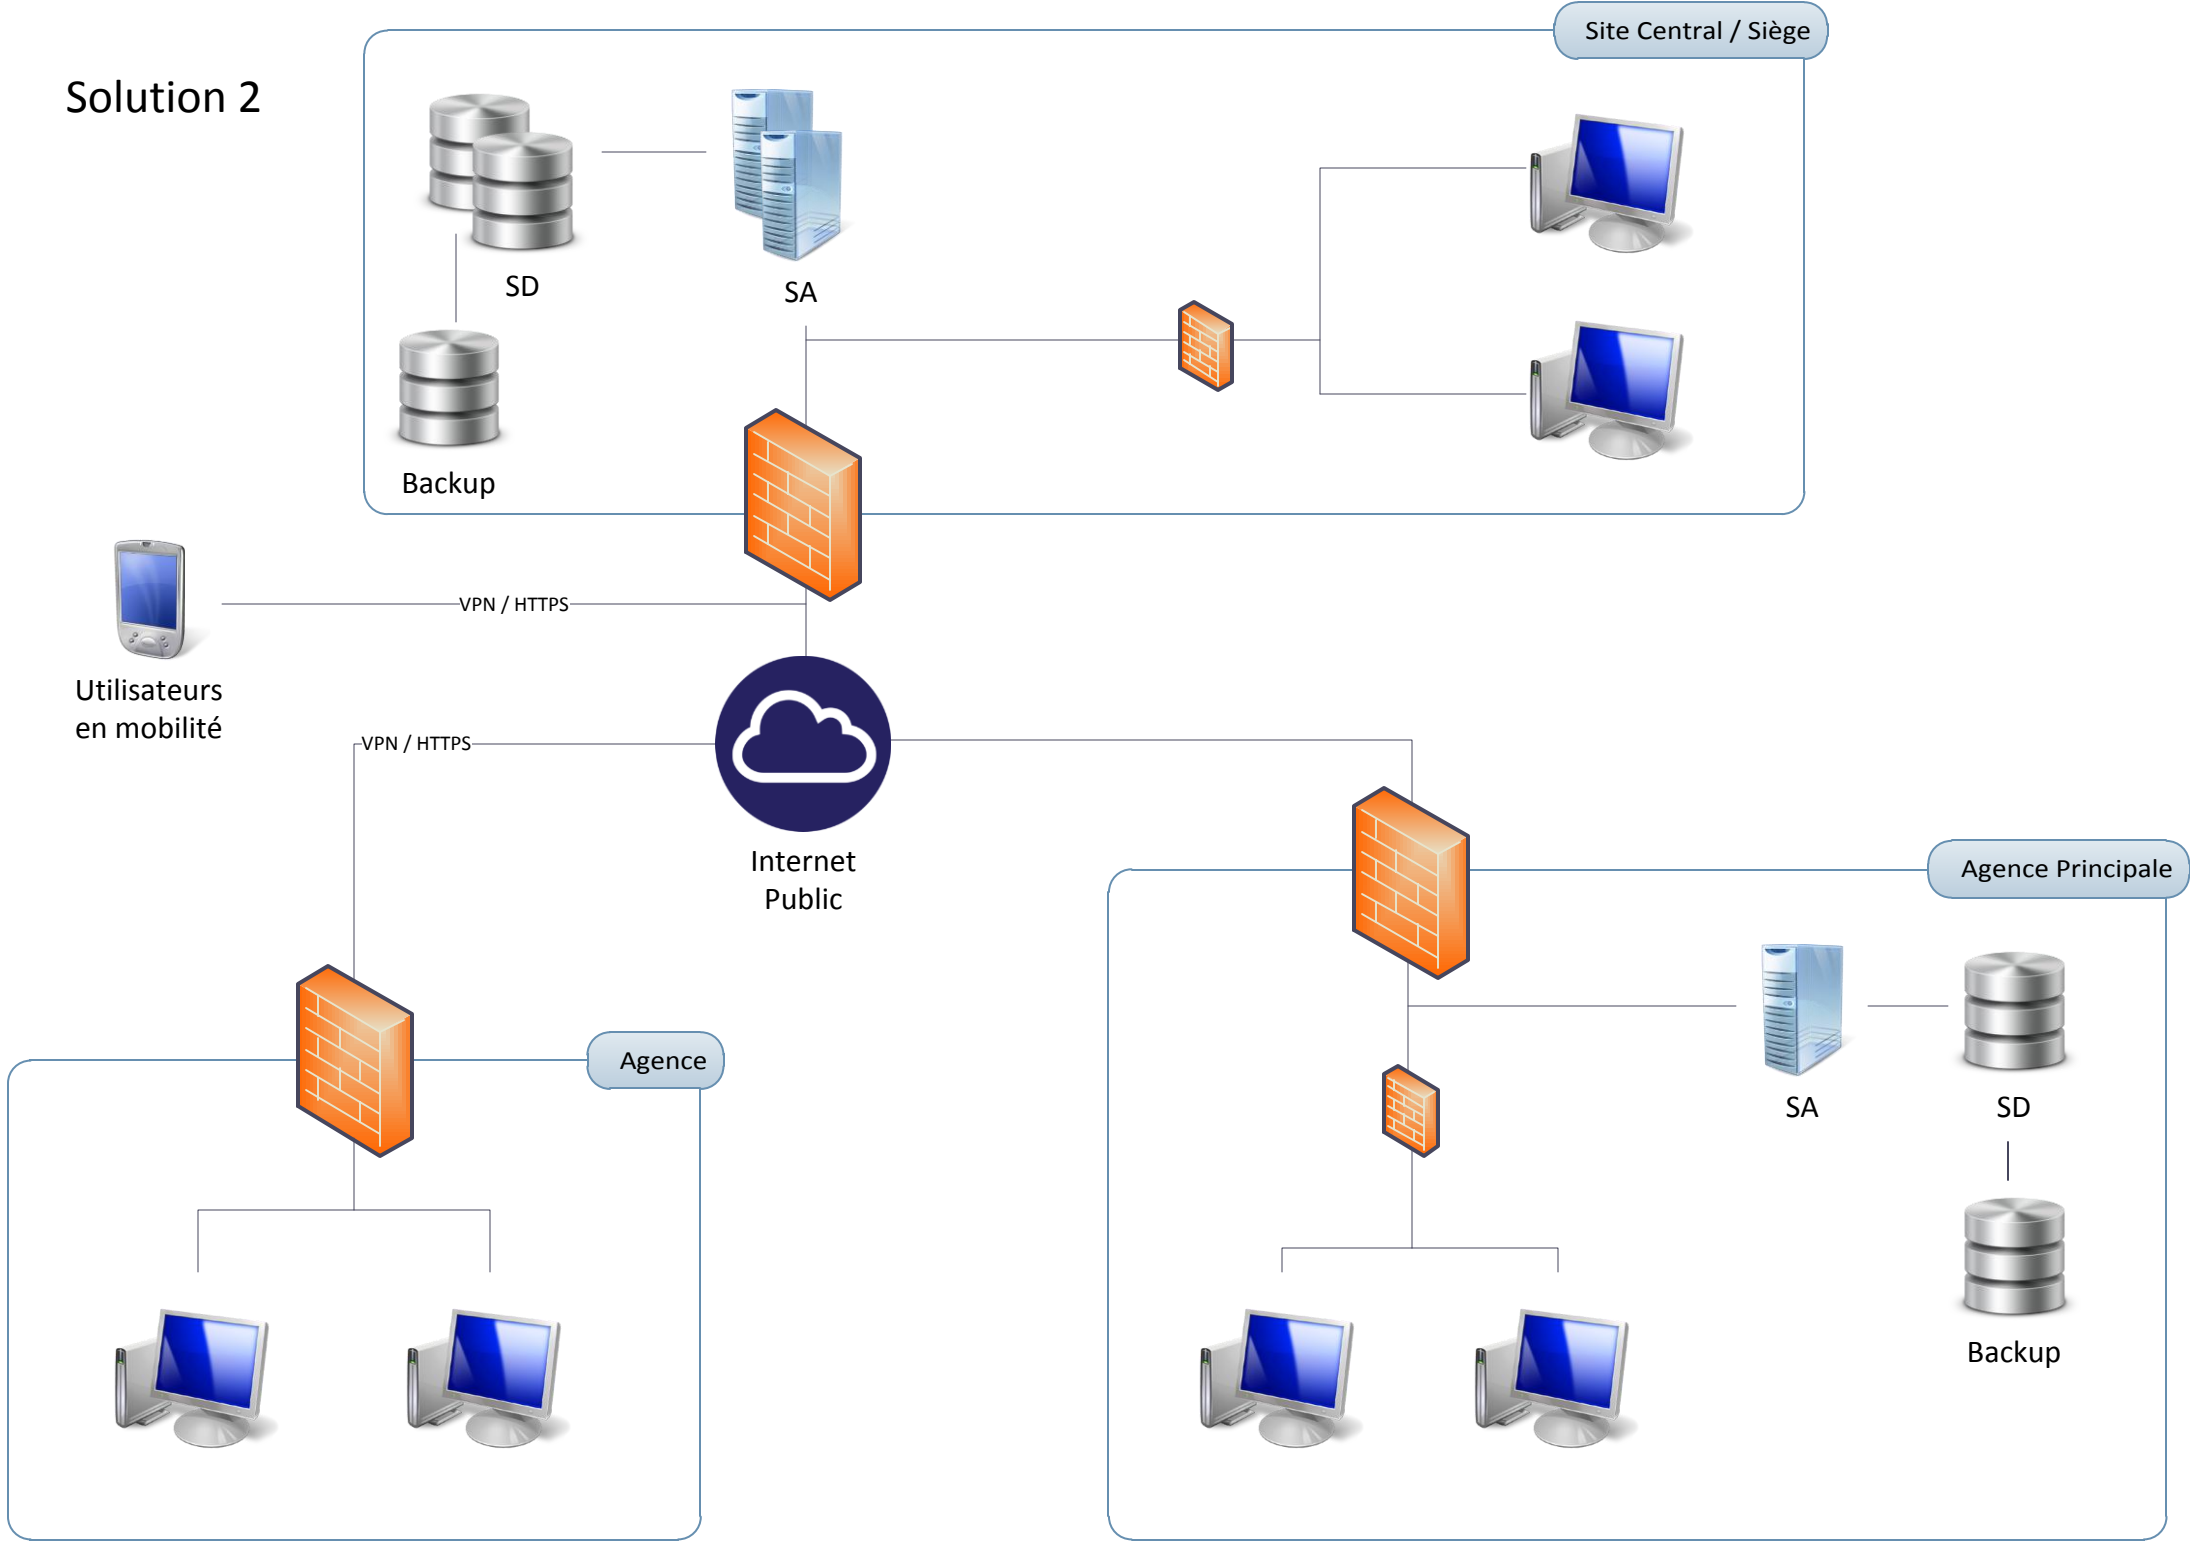 Site Central / Siège
Solution 2
SD
SA
Backup
VPN / HTTPS
Utilisateurs
en mobilité
VPN / HTTPS
Internet
Public
Agence Principale
Agence
SA
SD
Backup